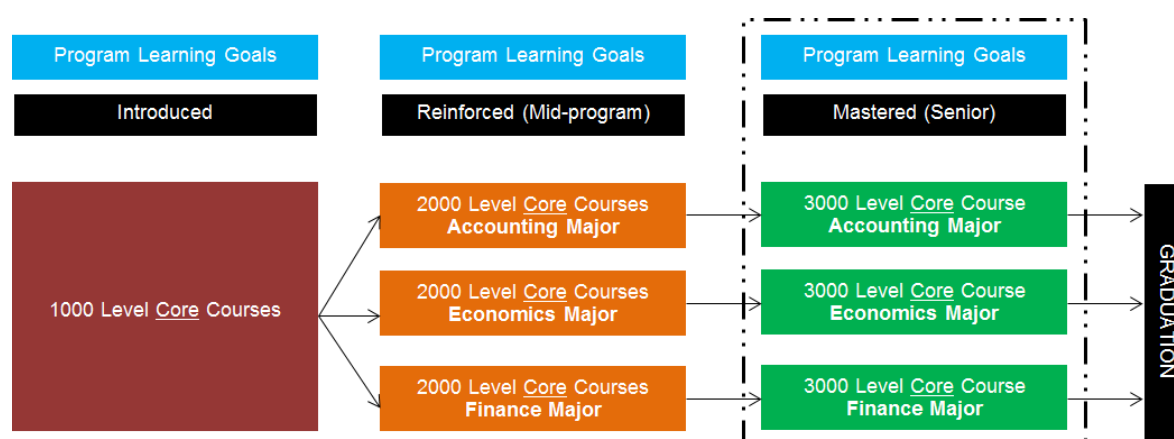 Program Learning Goals
Program Learning Goals
Program Learning Goals
Introduced
Reinforced (Mid-program)
Mastered (Senior)
1000 Level Core Courses
2000 Level Core Courses
Accounting Major
3000 Level Core Course
Accounting Major
2000 Level Core Courses
Economics Major
3000 Level Core Course
Economics Major
2000 Level Core Courses
Finance Major
3000 Level Core Course
Finance Major
GRADUATION